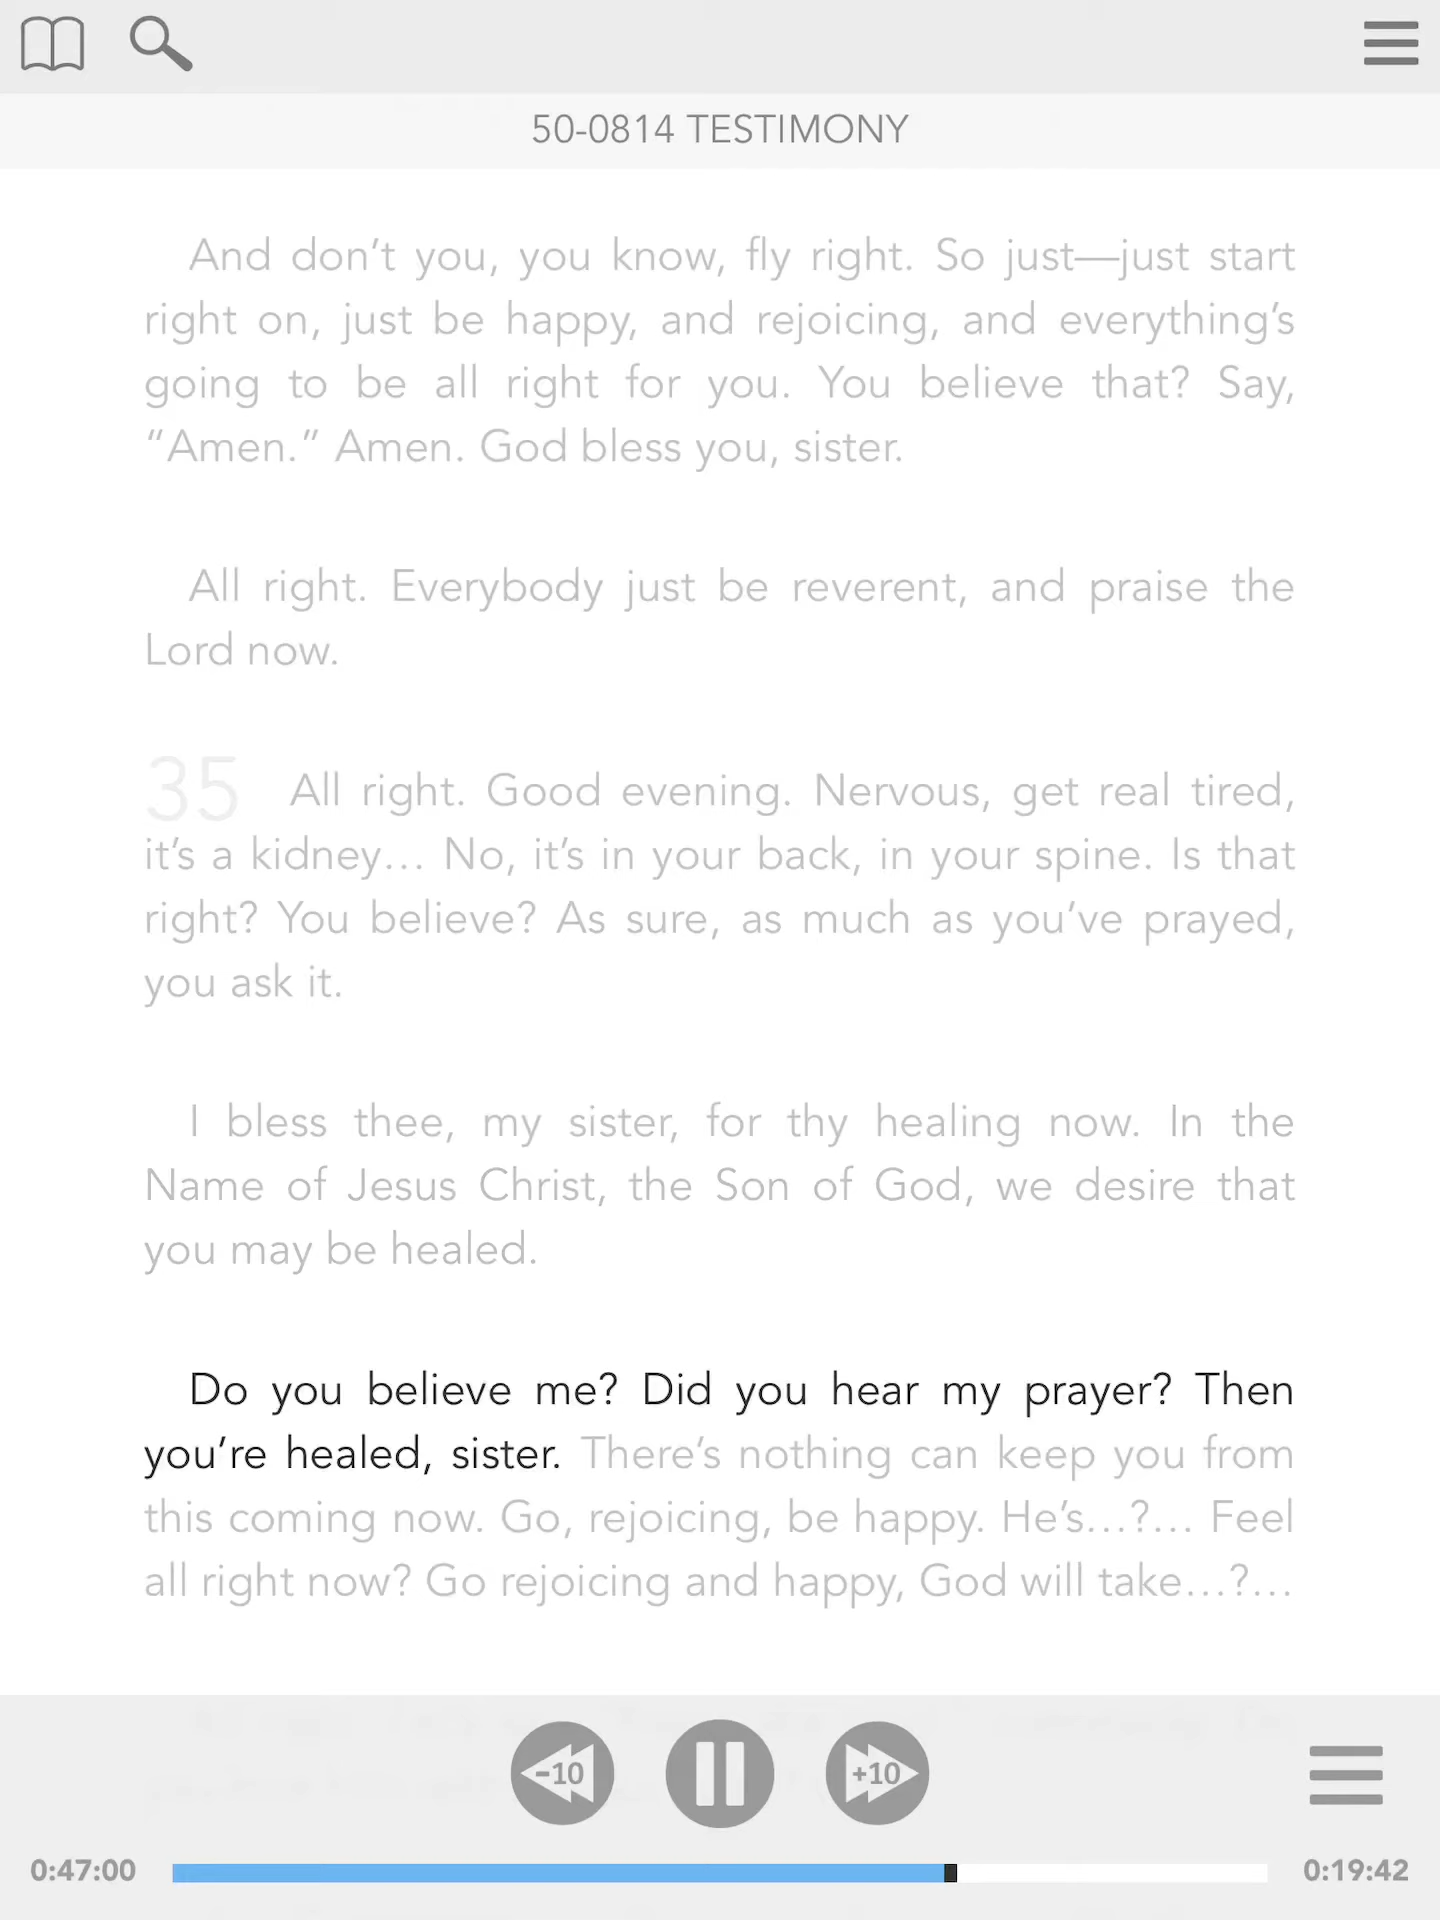 50-0814 TESTIMONY
And don’t you, you know, fly right. So just—just start
right on, just be happy, and rejoicing, and everything’s
going to be all right for you. You believe that? Say,
“Amen.” Amen. God bless you, sister.
All right. Everybody just be reverent, and praise the
Lord now.
35 All right. Good evening. Nervous, get real tired,
it’s a kidney… No, it’s in your back, in your spine. Is that
right? You believe? As sure, as much as you’ve prayed,
you ask it.
I bless thee, my sister, for thy healing now. In the
Name of Jesus Christ, the Son of God, we desire that
you may be healed.
Do you believe me? Did you hear my prayer? Then
you’re healed, sister. There’s nothing can keep you from
this coming now. Go, rejoicing, be happy. He’s…?… Feel
all right now? Go rejoicing and happy, God will take…?…
-10 +10
0:47:00 0:19:42